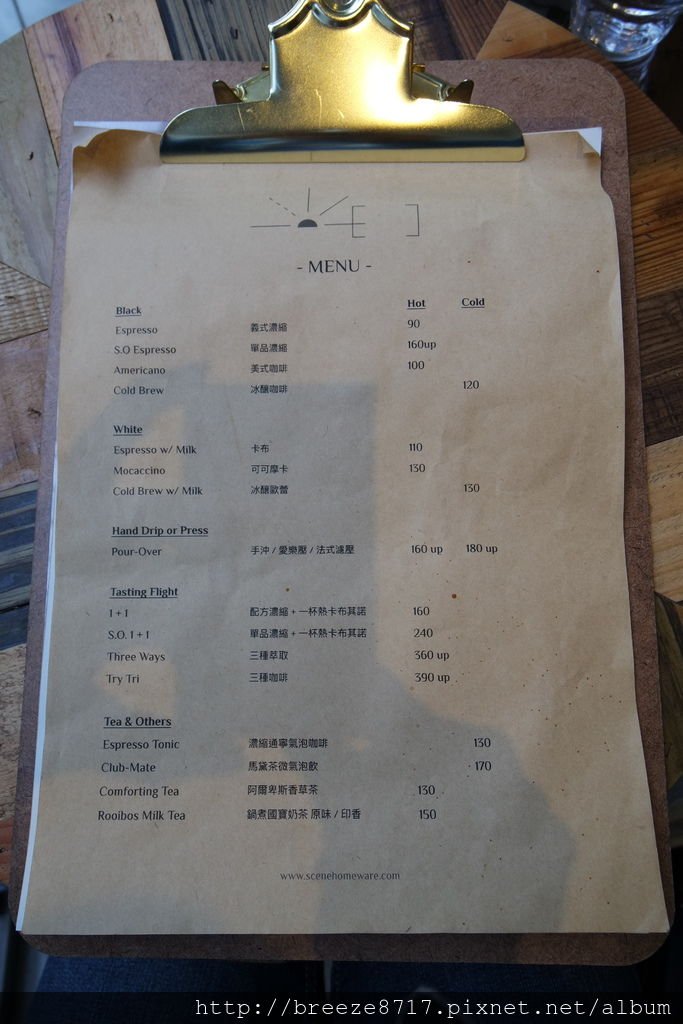 - MENU -
Black Hot Cold
Espresso 義式濃縮 90
S.O Espresso 單品濃縮 160up
Americano 美式咖啡 100
Cold Brew 冰釀咖啡 120
White
Espresso w/ Milk 卡布 110
Mocaccino 可可摩卡 130
Cold Brew w/ Milk 冰釀歐蕾 130
Hand Drip or Press
Pour-Over 手沖 / 愛樂壓 / 法式濾壓 160 up 180 up
Tasting Flight
1 + 1 配方濃縮 + 一杯熱卡布其諾 160
S.O. 1 + 1 單品濃縮 + 一杯熱卡布其諾 240
Three Ways 三種萃取 360 up
Try Tri 三種咖啡 390 up
Tea & Others
Espresso Tonic 濃縮通寧氣泡咖啡 130
Club-Mate 馬黛茶微氣泡飲 170
Comforting Tea 阿爾卑斯香草茶 130
Rooibos Milk Tea 鍋煮國寶奶茶 原味 / 印香 150
www.scenehomeware.com
http://breeze8717.pixnet.net/album